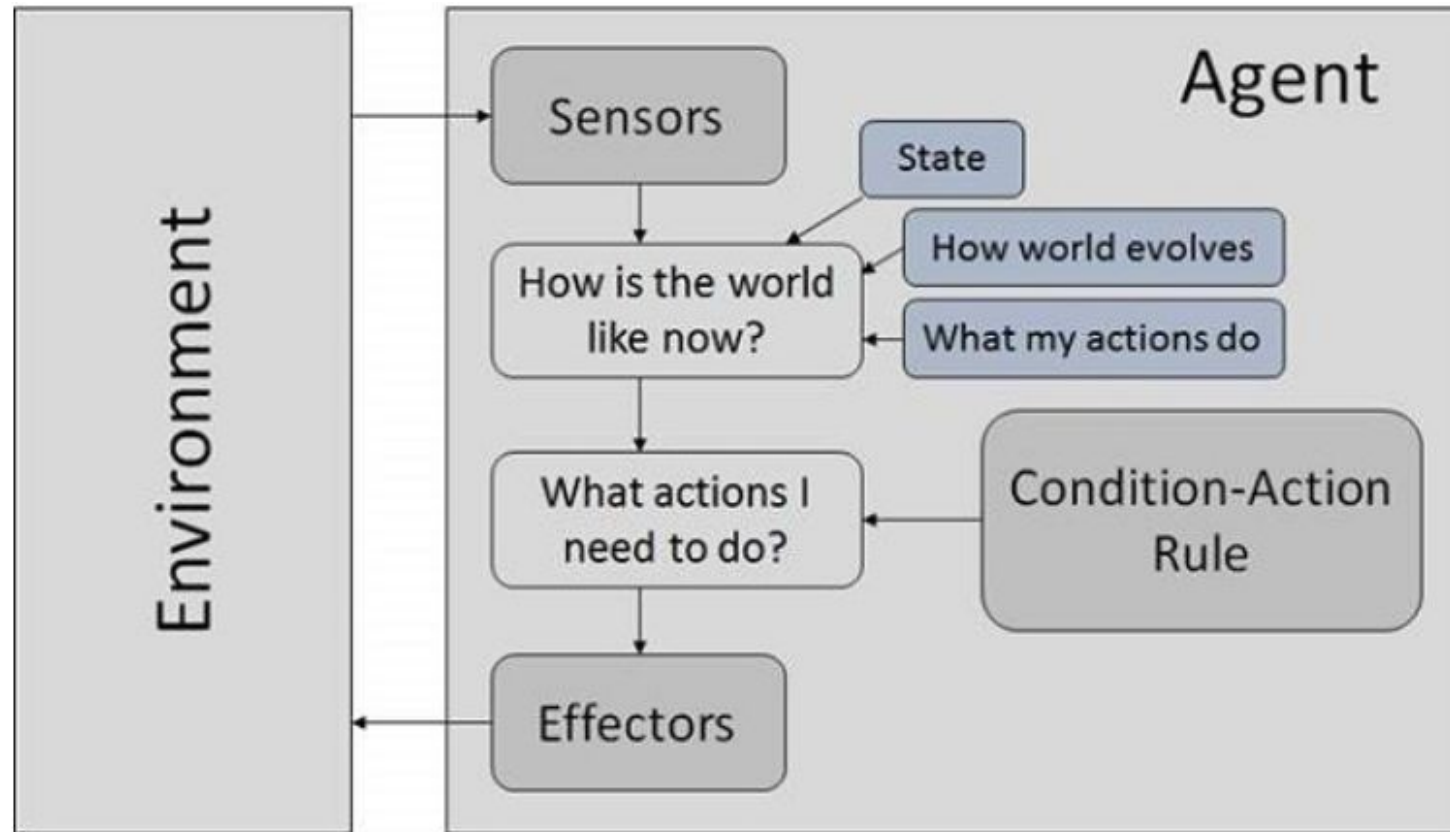 Environment
Agent
Sensors
State
How world evolves
How is the world
like now?
What my actions do
What actions I
need to do?
Condition-Action
Rule
Effectors